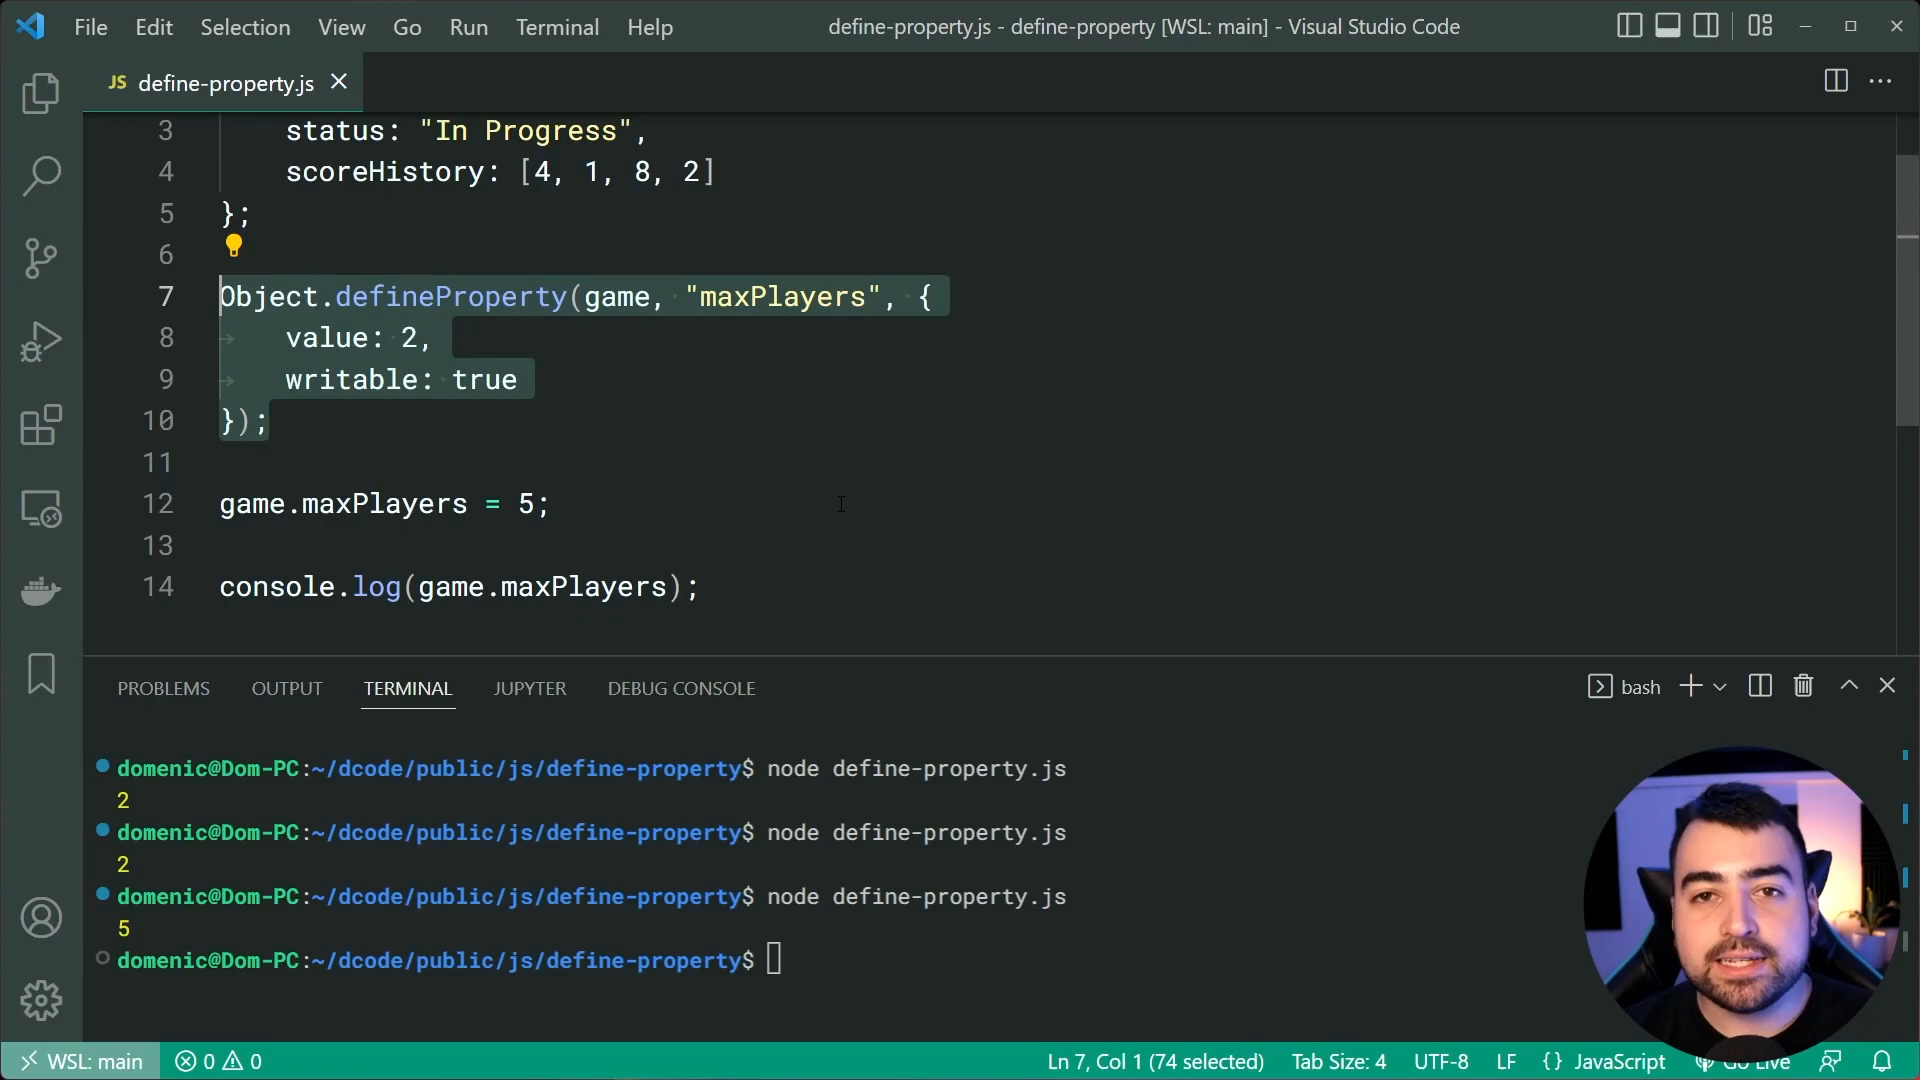 File Edit Selection View Go Run Terminal Help define-property.js - define-property [WSL: main] - Visual Studio Code
JS define-property.js
3 status: "In Progress",
4 scoreHistory: [4, 1, 8, 2]
5 };
6
7 Object.defineProperty(game, "maxPlayers", {
8 value: 2,
9 writable: true
10 });
11
12 game.maxPlayers = 5;
13
14 console.log(game.maxPlayers);
PROBLEMS OUTPUT TERMINAL JUPYTER DEBUG CONSOLE bash
domenic@Dom-PC:~/dcode/public/js/define-property$ node define-property.js
2
domenic@Dom-PC:~/dcode/public/js/define-property$ node define-property.js
2
domenic@Dom-PC:~/dcode/public/js/define-property$ node define-property.js
5
domenic@Dom-PC:~/dcode/public/js/define-property$
WSL: main 0 0 Ln 7, Col 1 (74 selected) Tab Size: 4 UTF-8 LF {} JavaScript Go Live